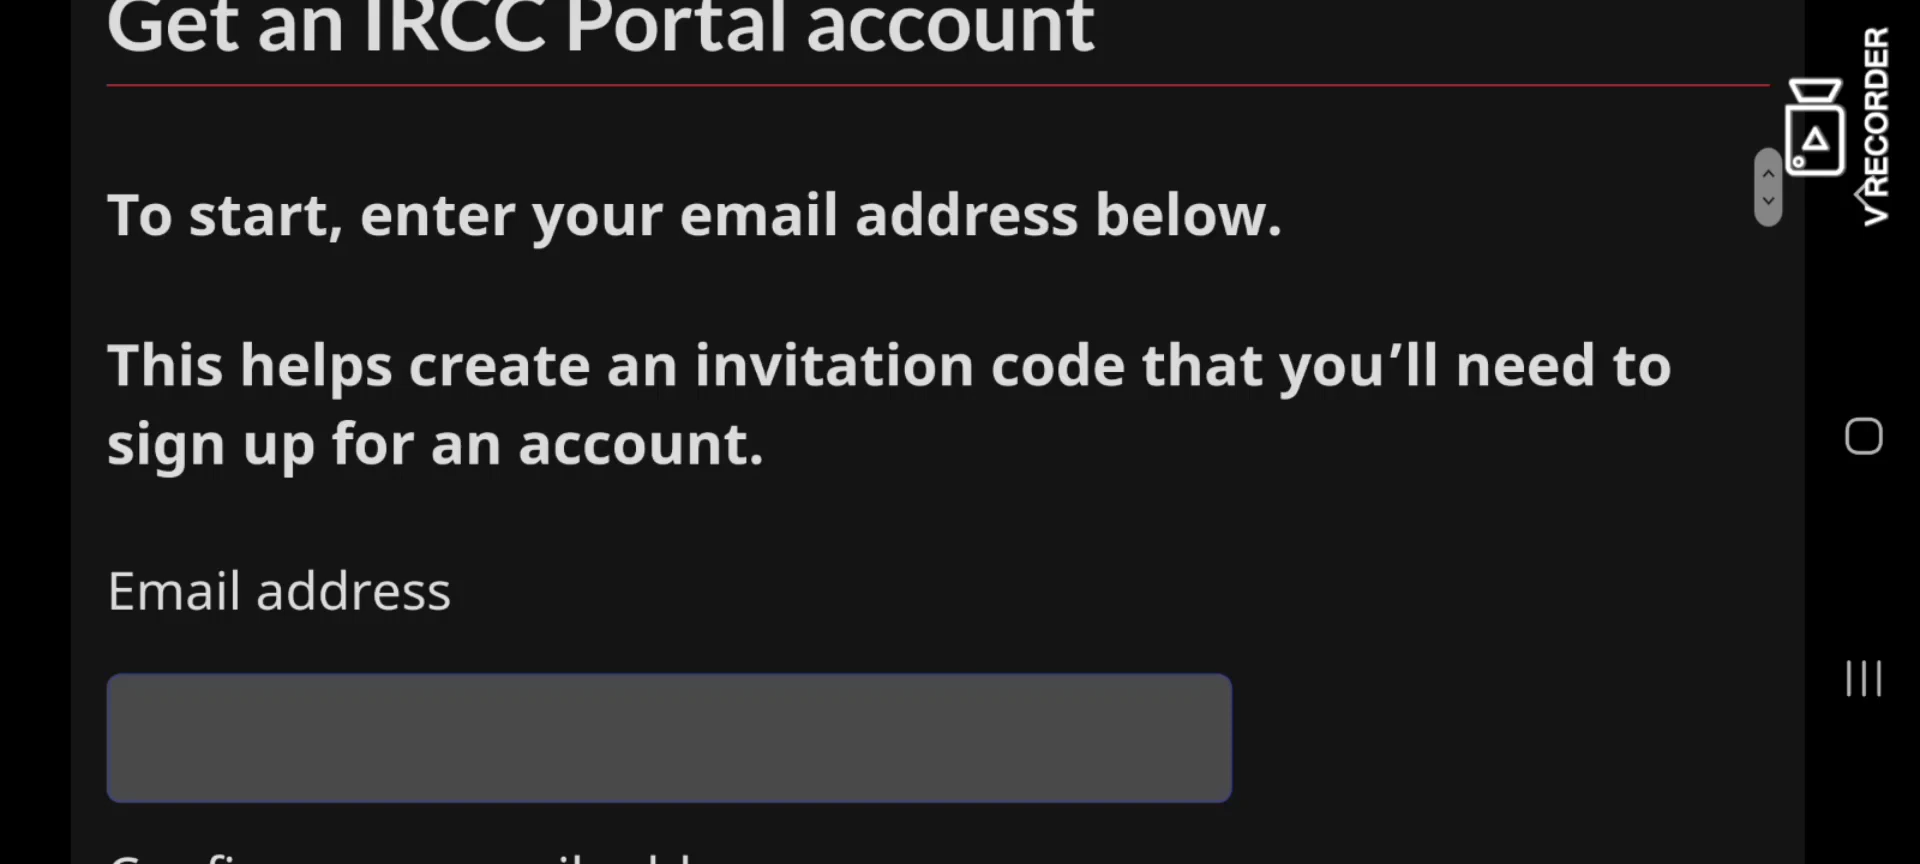 Get an IRCC Portal account
To start, enter your email address below.
This helps create an invitation code that you’ll need to
sign up for an account.
Email address
VRECORDER